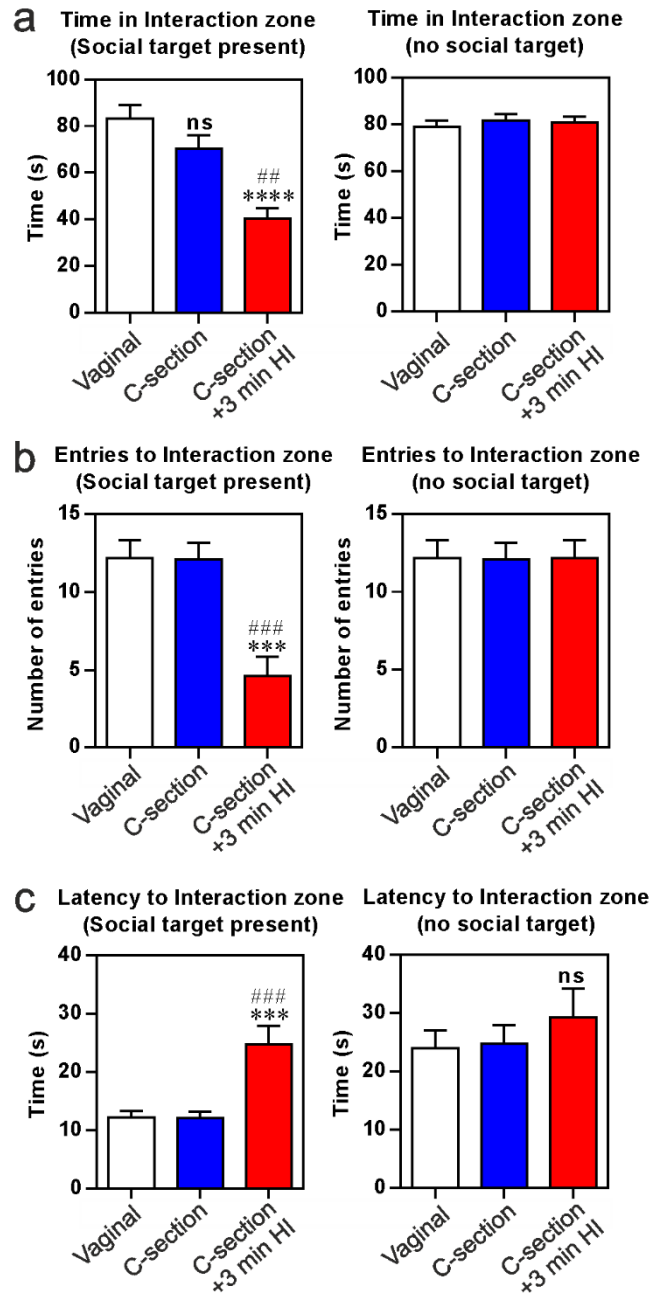 a
Time in Interaction zone
(Social target present)
100
80
60
40
20
0
Time (s)
ns
##
****
Vaginal
C-section
C-section
+3 min HI
Time in Interaction zone
(no social target)
100
80
60
40
20
0
Time (s)
Vaginal
C-section
C-section
+3 min HI
b
Entries to Interaction zone
(Social target present)
15
10
5
0
Number of entries
###
***
Vaginal
C-section
C-section
+3 min HI
Entries to Interaction zone
(no social target)
15
10
5
0
Number of entries
Vaginal
C-section
C-section
+3 min HI
c
Latency to Interaction zone
(Social target present)
40
30
20
10
0
Time (s)
###
***
Vaginal
C-section
C-section
+3 min HI
Latency to Interaction zone
(no social target)
40
30
20
10
0
Time (s)
ns
Vaginal
C-section
C-section
+3 min HI